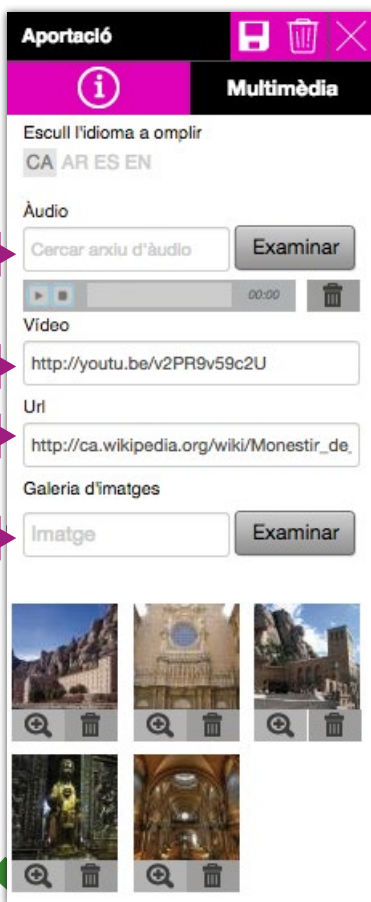 Aportació
Multimèdia
Escull l'idioma a omplir
CA AR ES EN
Àudio
Cercar arxiu d'àudio
Examinar
00:00
Vídeo
http://youtu.be/v2PR9v59c2U
Url
http://ca.wikipedia.org/wiki/Monestir_de_
Galeria d'imatges
Imatge
Examinar